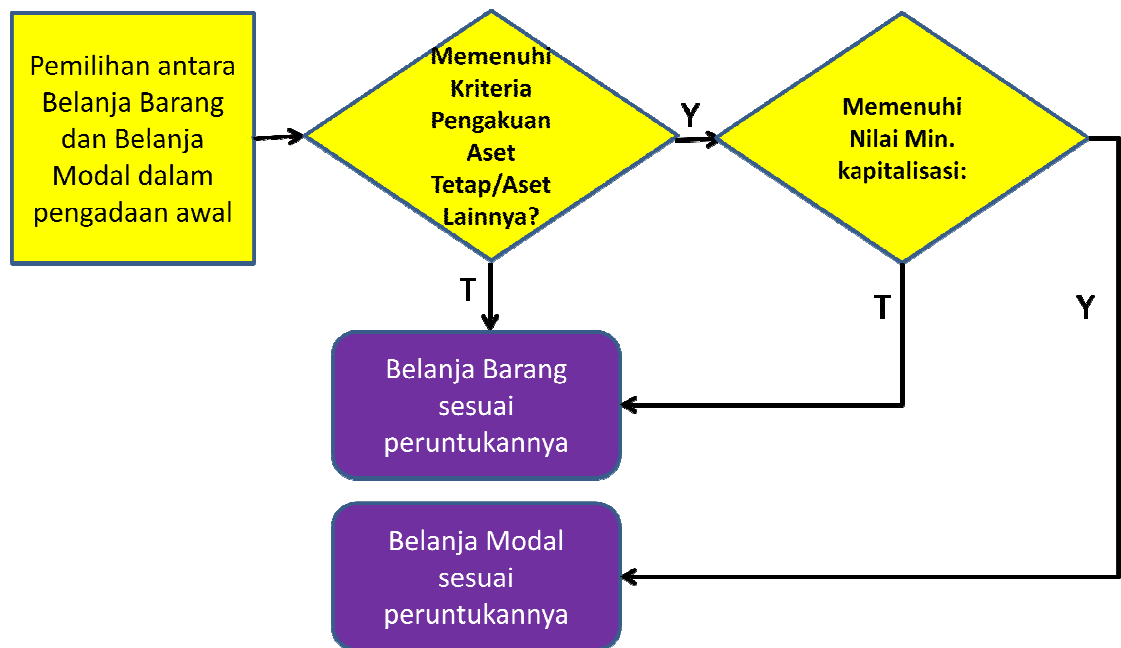 Pemilihan antara
Belanja Barang
dan Belanja
Modal dalam
pengadaan awal
Memenuhi
Kriteria
Pengakuan
Aset
Tetap/Aset
Lainnya?
Y
Memenuhi
Nilai Min.
kapitalisasi:
T
T
Y
Belanja Barang
sesuai
peruntukannya
Belanja Modal
sesuai
peruntukannya